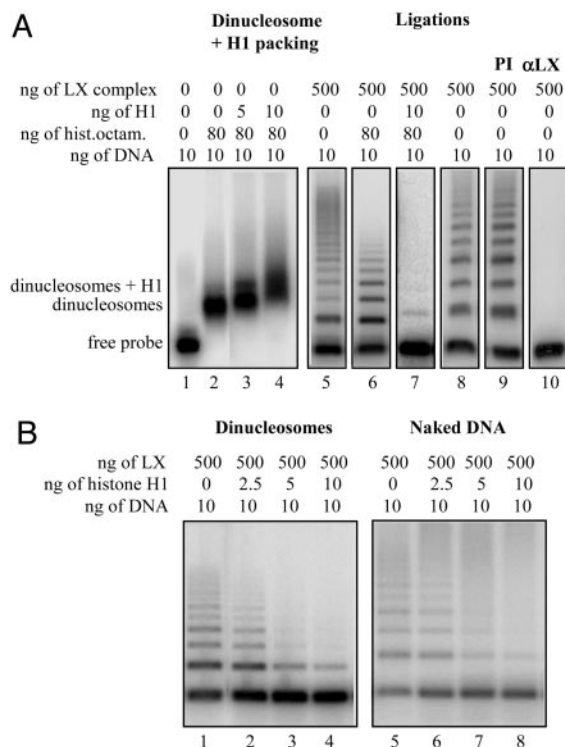 A
Dinucleosome + H1 packing
Ligations
PI αLX
ng of LX complex 0 0 0 0 500 500 500 500 500 500
ng of H1 0 0 5 10 0 0 10 0 0 0
ng of hist.octam. 0 80 80 80 0 80 80 0 0 0
ng of DNA 10 10 10 10 10 10 10 10 10 10
dinucleosomes + H1
dinucleosomes
free probe
1 2 3 4 5 6 7 8 9 10
B
Dinucleosomes Naked DNA
ng of LX 500 500 500 500 500 500 500 500
ng of histone H1 0 2.5 5 10 0 2.5 5 10
ng of DNA 10 10 10 10 10 10 10 10
1 2 3 4 5 6 7 8